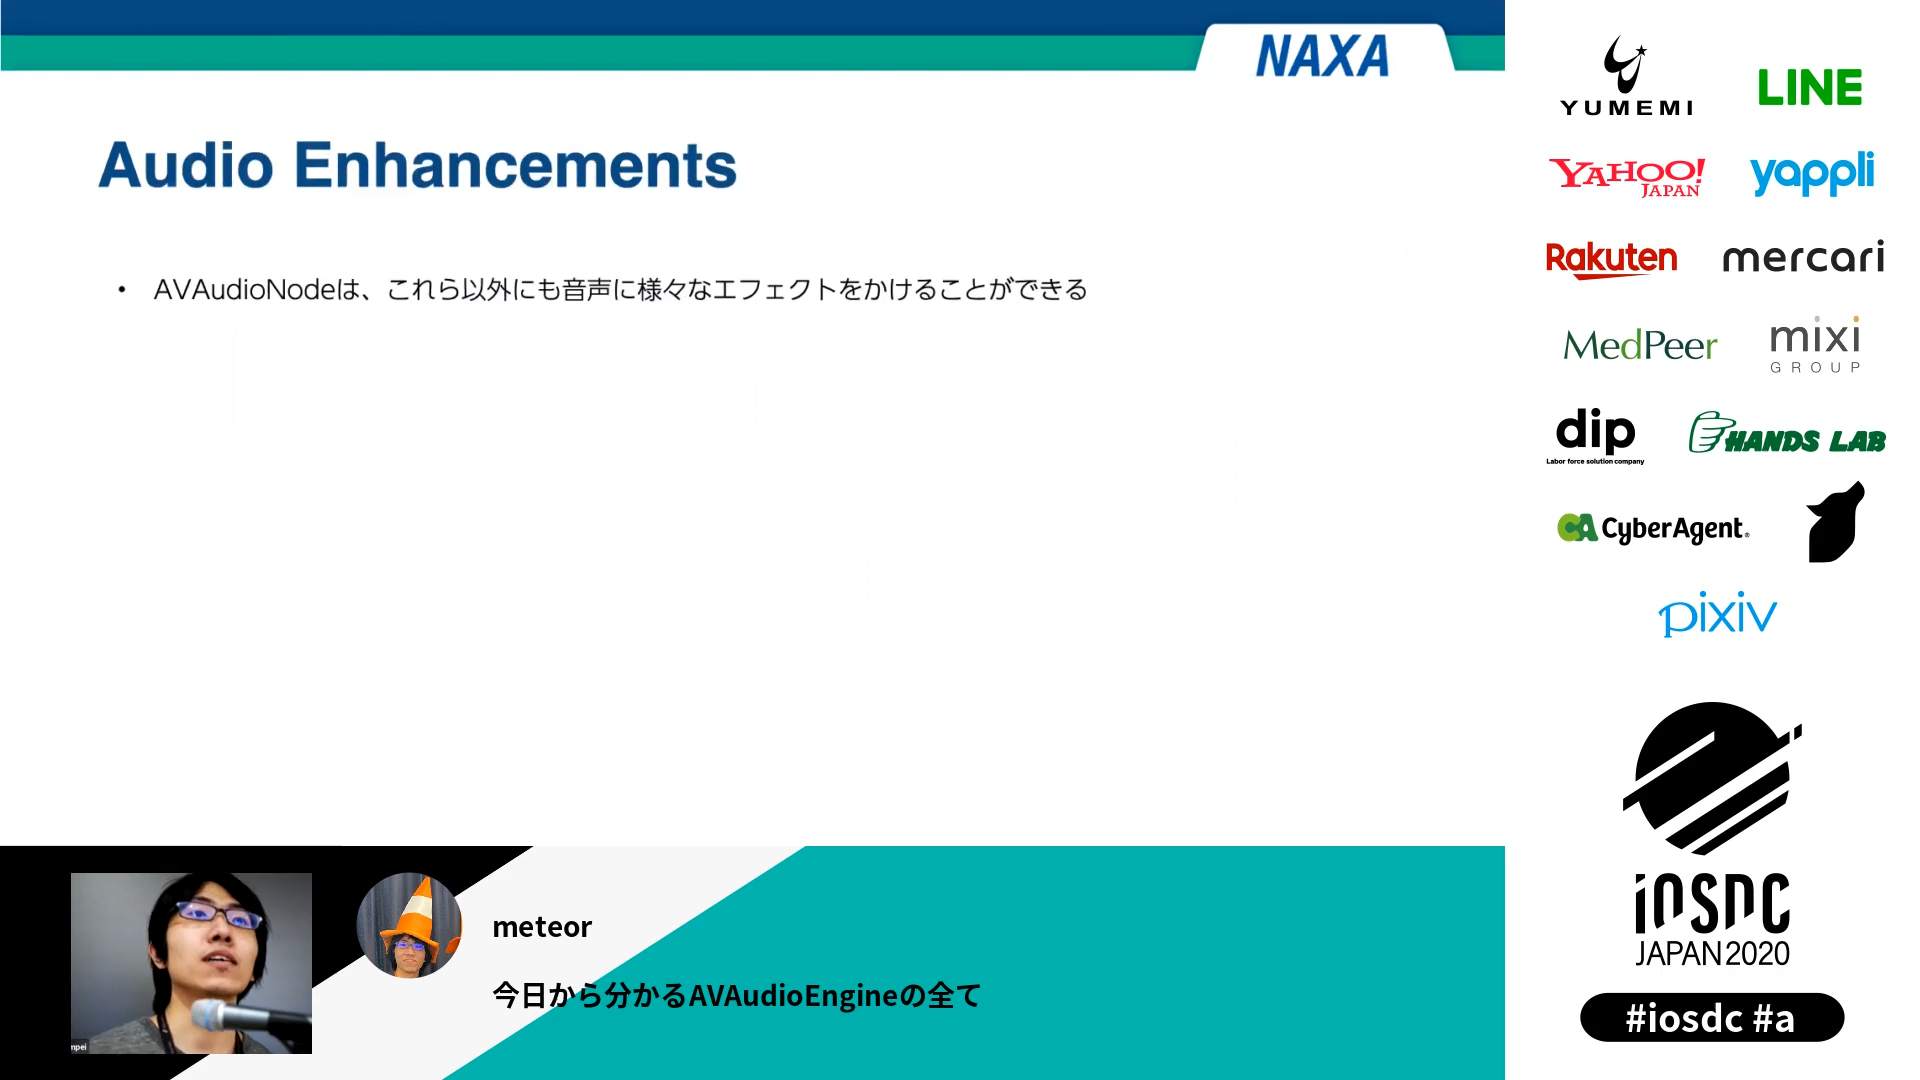 NAXA
Audio Enhancements
• AVAudioNodeは、これら以外にも音声に様々なエフェクトをかけることができる
YUMEMI
LINE
YAHOO!
JAPAN
yappli
Rakuten
mercari
MedPeer
mixi
GROUP
dip
Labor force solution company
HANDS LAB
CA CyberAgent®
pixiv
iOSDC
JAPAN 2020
#iosdc #a
mpei
meteor
今日から分かるAVAudioEngineの全て